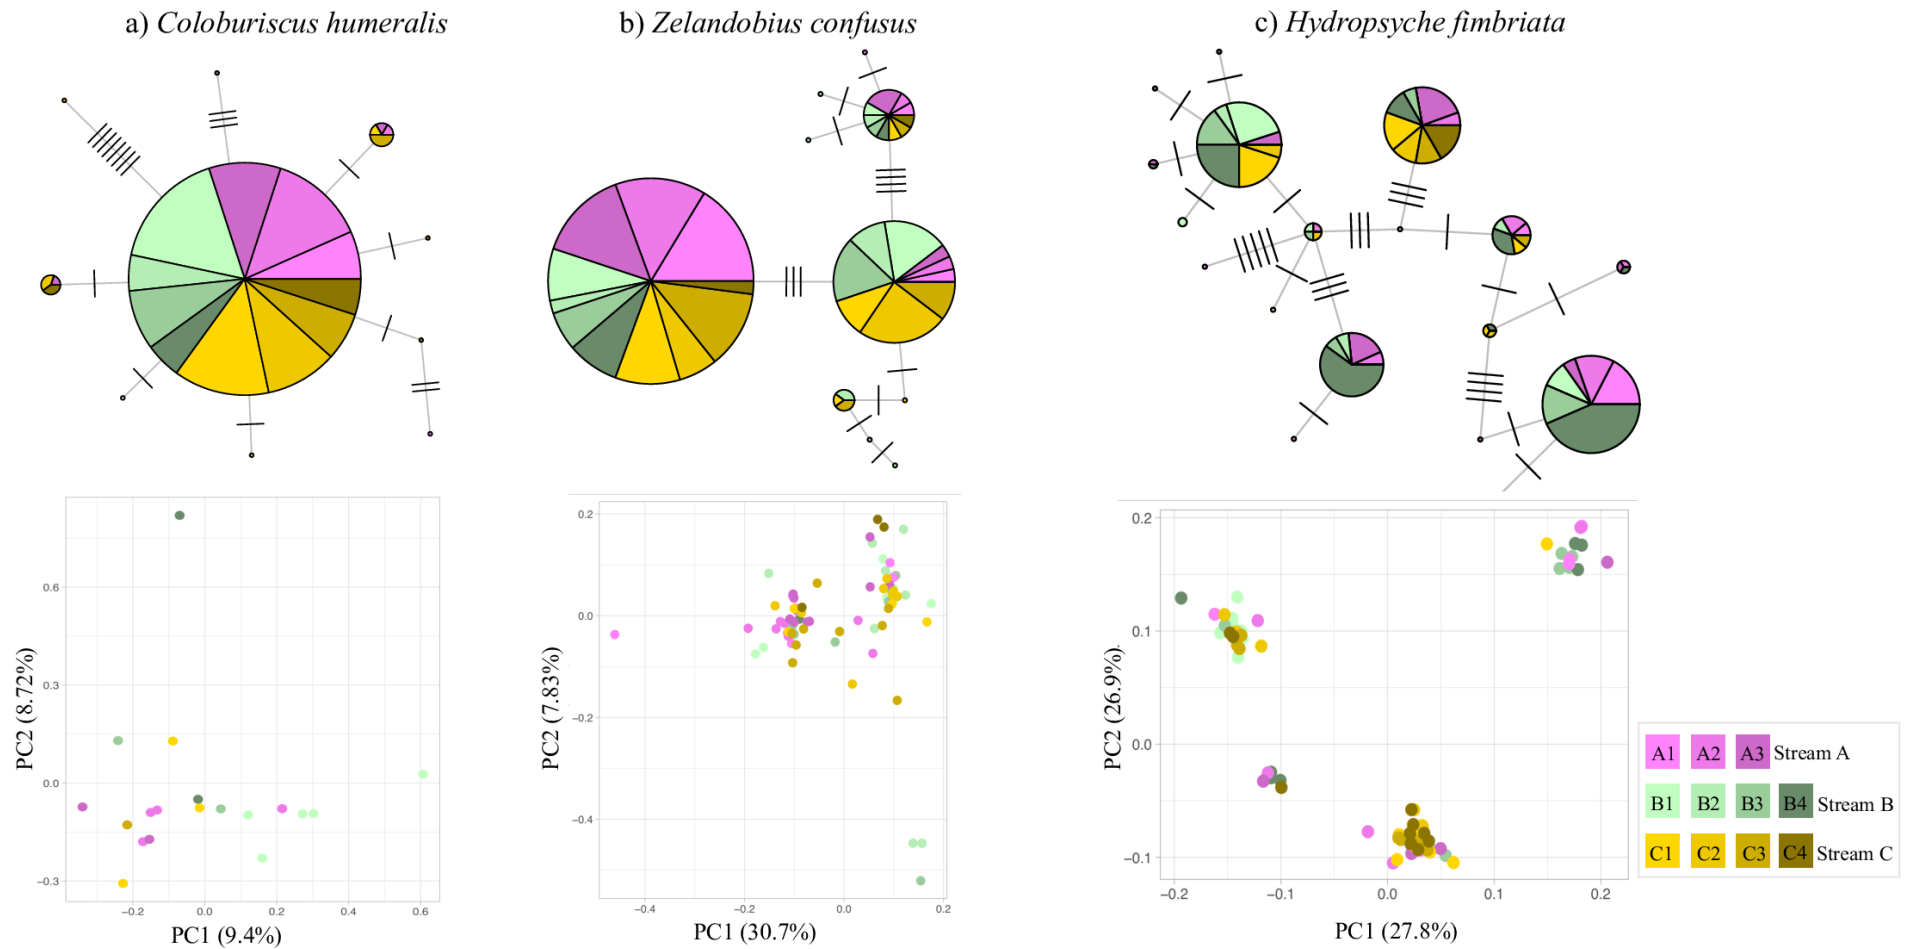 a) Coloburiscus humeralis
b) Zelandobius confusus
c) Hydropsyche fimbriata
PC2 (8.72%)
0.6
0.3
0.0
−0.3
−0.2
0.0
0.2
0.4
0.6
PC1 (9.4%)
PC2 (7.83%)
0.2
0.0
−0.2
−0.4
−0.4
−0.2
0.0
0.2
PC1 (30.7%)
PC2 (26.9%)
0.2
0.1
0.0
−0.1
−0.2
−0.1
0.0
0.1
0.2
PC1 (27.8%)
A1 A2 A3 Stream A
B1 B2 B3 B4 Stream B
C1 C2 C3 C4 Stream C